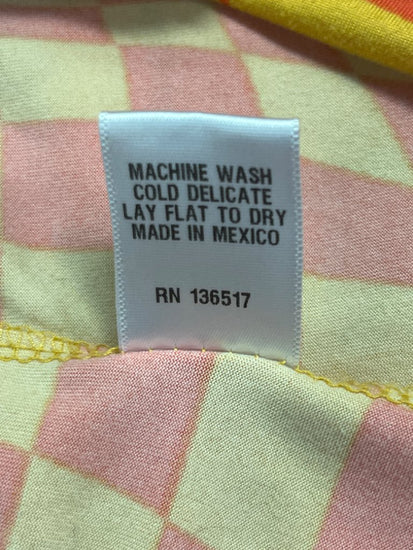 MACHINE WASH
COLD DELICATE
LAY FLAT TO DRY
MADE IN MEXICO
RN 136517